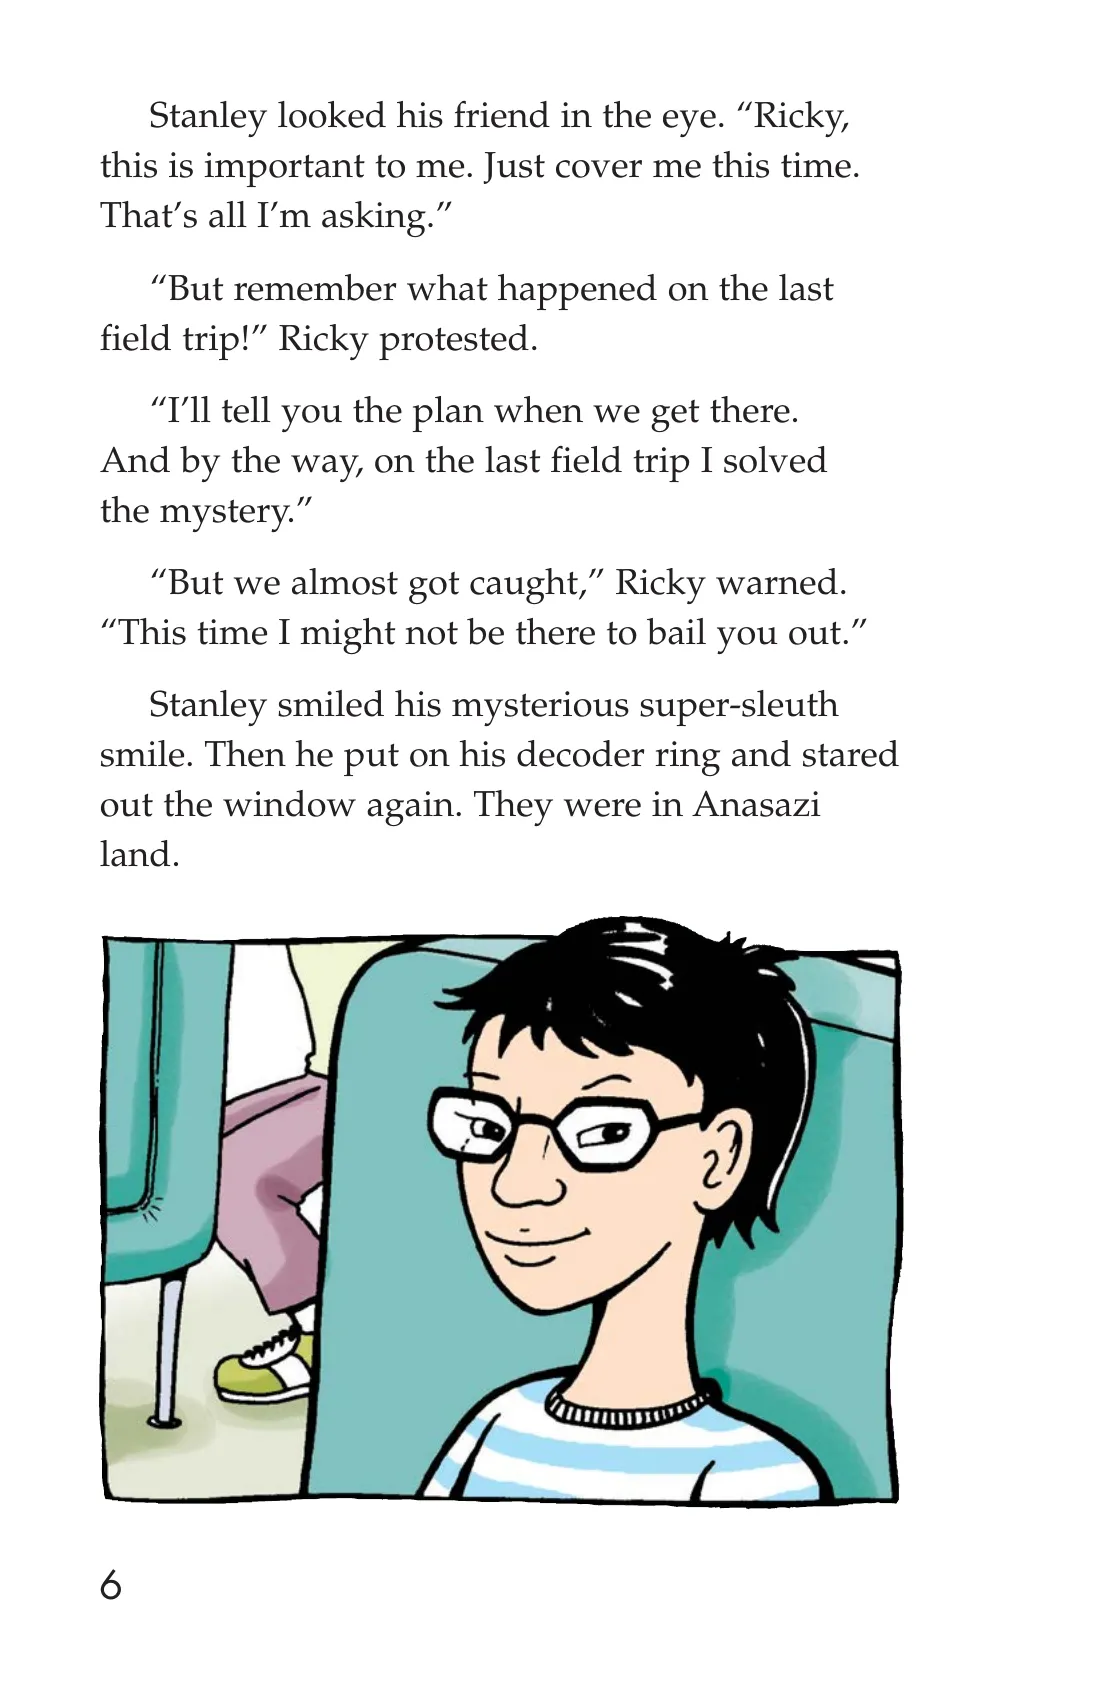 Stanley looked his friend in the eye. “Ricky,
this is important to me. Just cover me this time.
That’s all I’m asking.”
“But remember what happened on the last
field trip!” Ricky protested.
“I’ll tell you the plan when we get there.
And by the way, on the last field trip I solved
the mystery.”
“But we almost got caught,” Ricky warned.
“This time I might not be there to bail you out.”
Stanley smiled his mysterious super-sleuth
smile. Then he put on his decoder ring and stared
out the window again. They were in Anasazi
land.
6